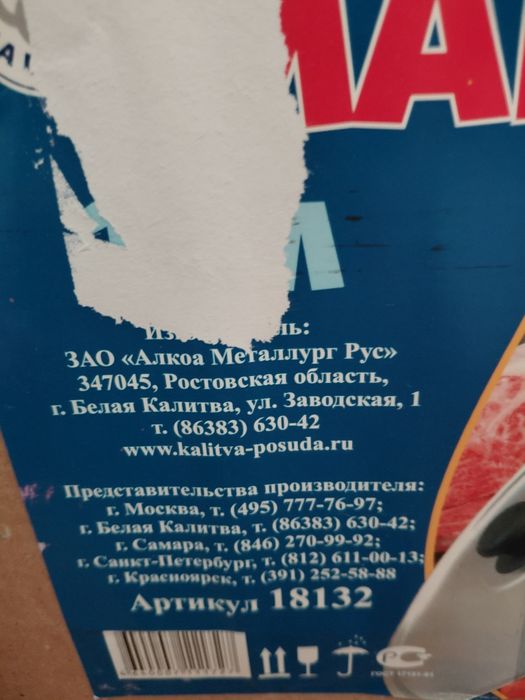 ЗАО «Алкоа Металлург Рус»
347045, Ростовская область,
г. Белая Калитва, ул. Заводская, 1
т. (86383) 630-42
www.kalitva-posuda.ru
Представительства производителя:
г. Москва, т. (495) 777-76-97;
г. Белая Калитва, т. (86383) 630-42;
г. Самара, т. (846) 270-99-92;
г. Санкт-Петербург, т. (812) 611-00-13;
г. Красноярск, т. (391) 252-58-88
Артикул 18132